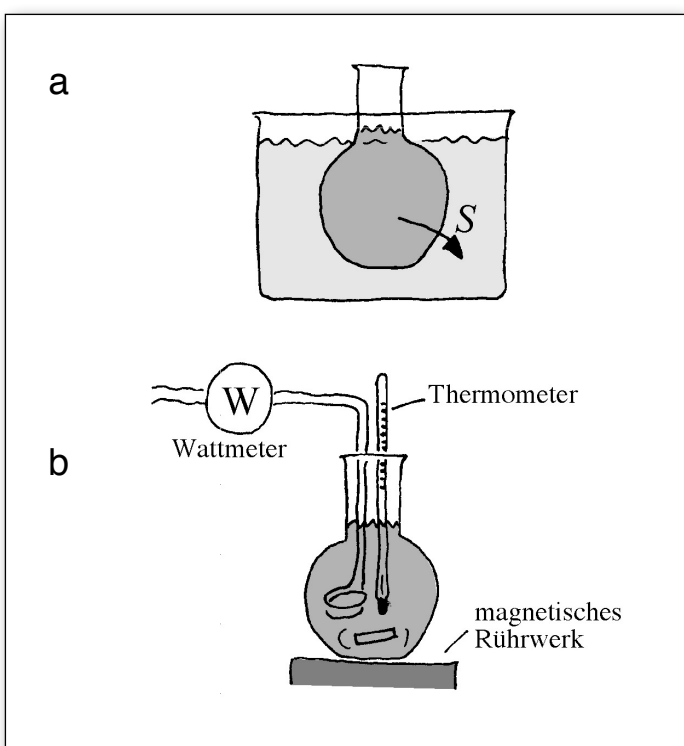 a
S
W
Thermometer
Wattmeter
b
magnetisches
Rührwerk